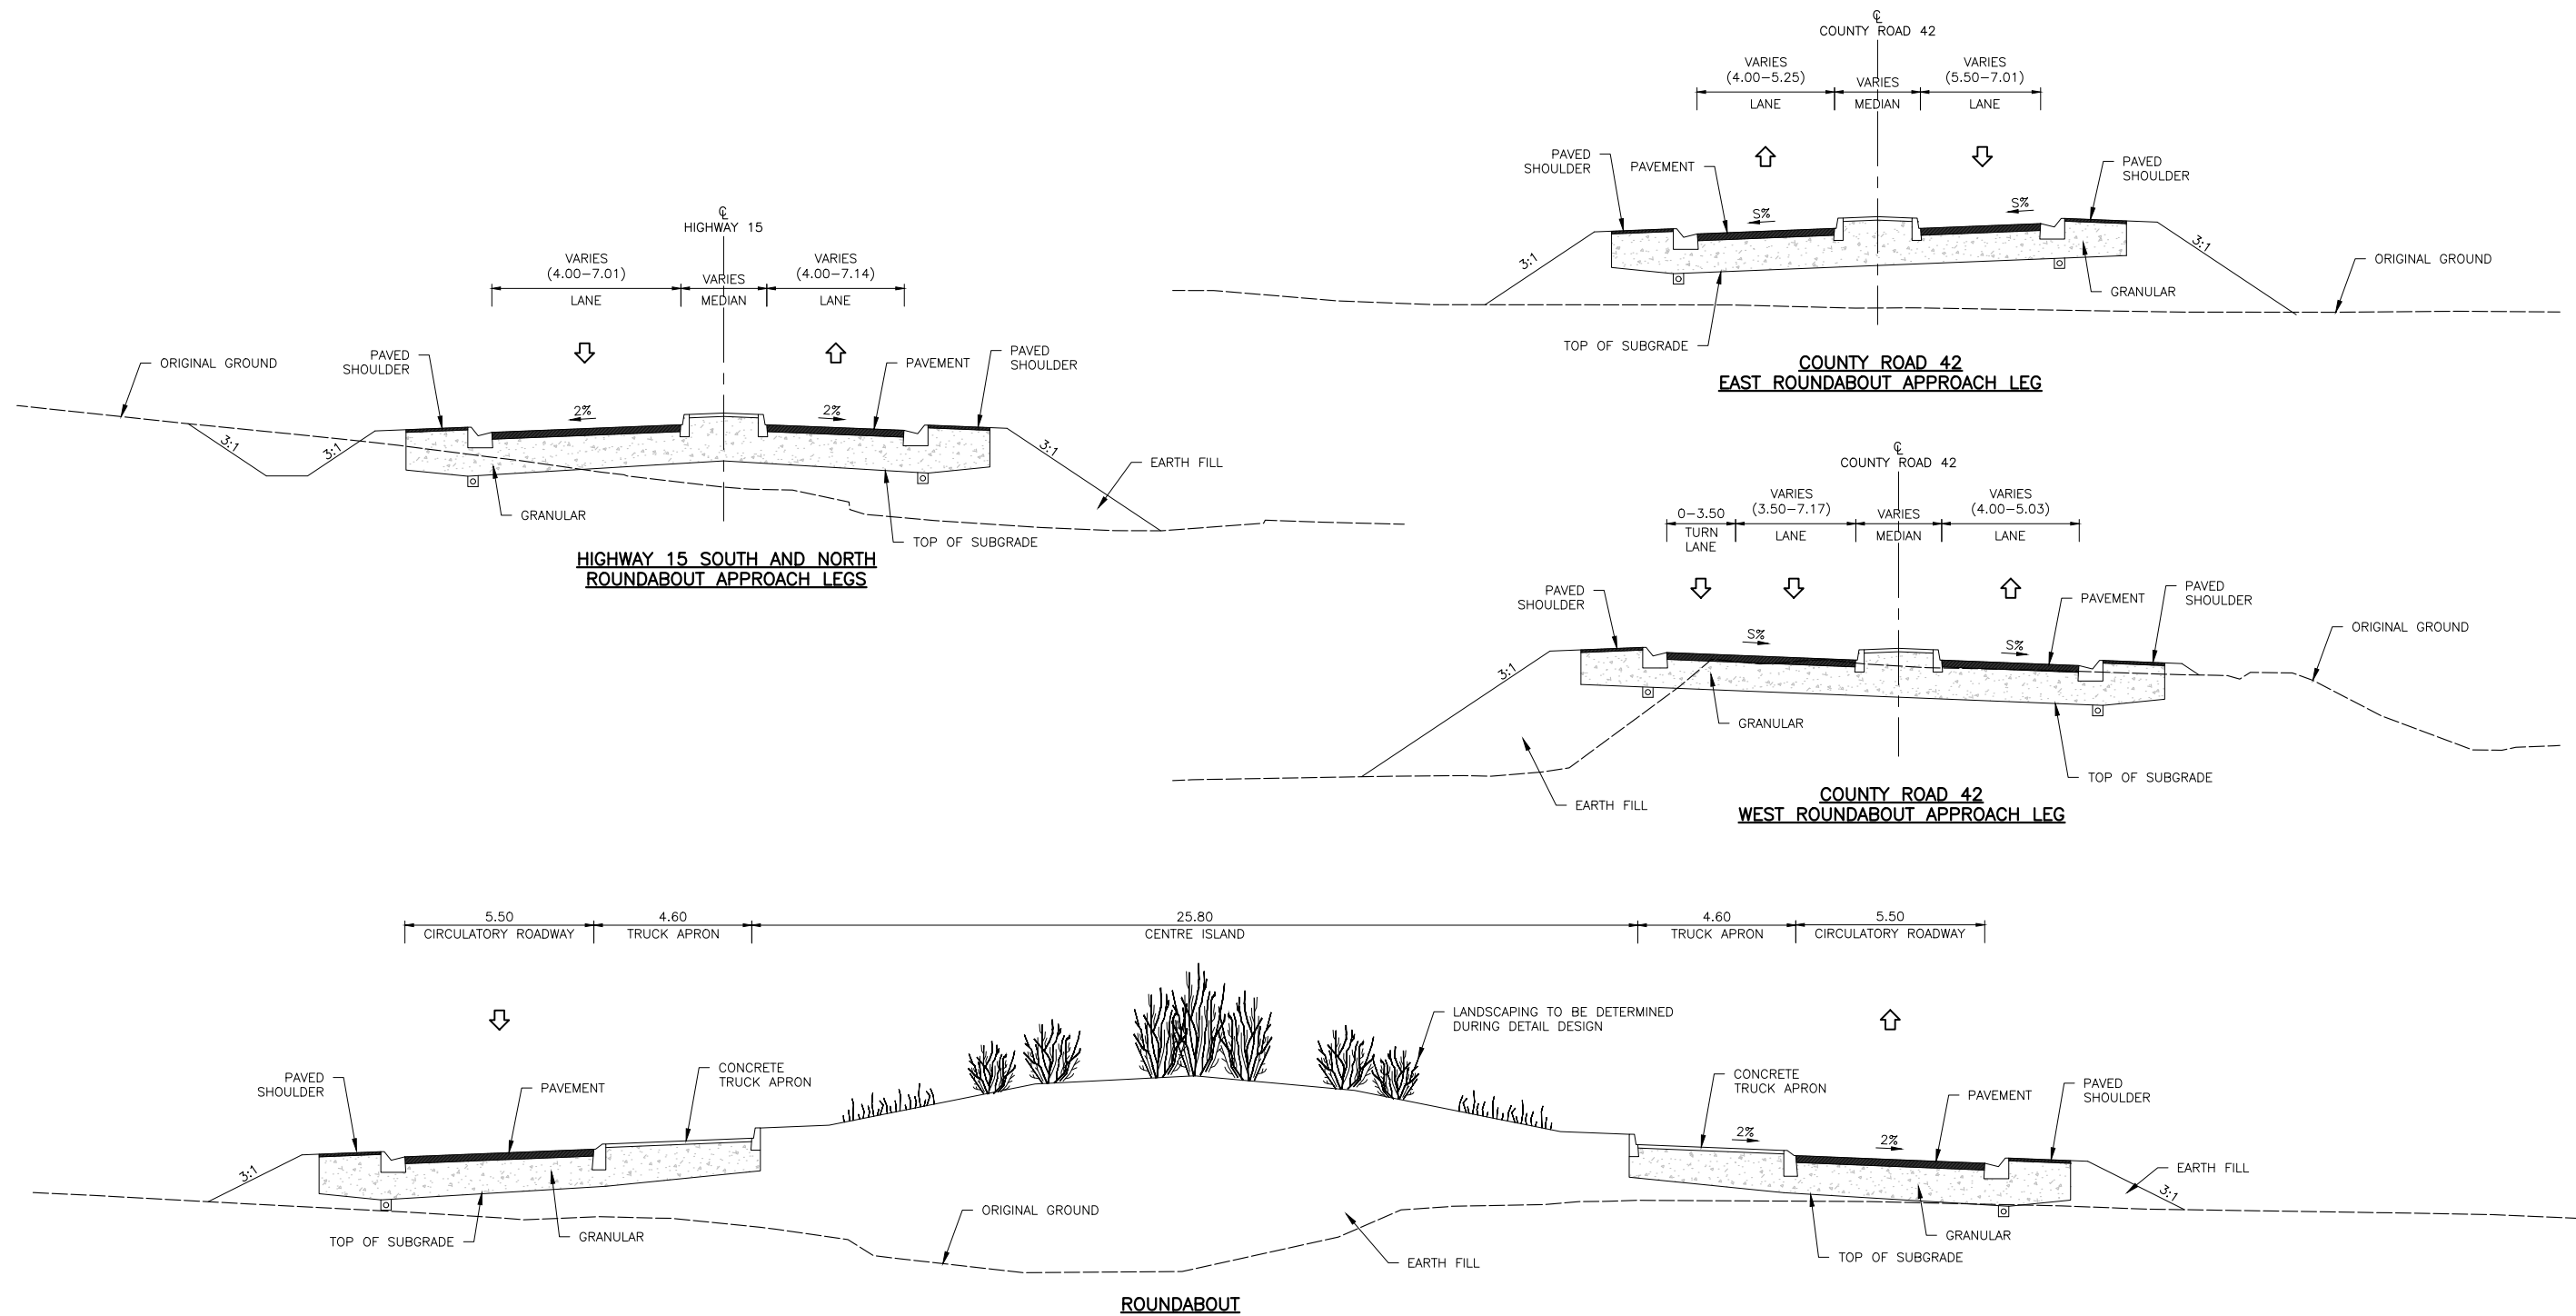 ℄
HIGHWAY 15
VARIES
(4.00–7.01)
LANE
VARIES
MEDIAN
VARIES
(4.00–7.14)
LANE
ORIGINAL GROUND
PAVED
SHOULDER
PAVEMENT
PAVED
SHOULDER
2%
2%
3:1
3:1
3:1
EARTH FILL
GRANULAR
TOP OF SUBGRADE
HIGHWAY 15 SOUTH AND NORTH
ROUNDABOUT APPROACH LEGS
℄
COUNTY ROAD 42
VARIES
(4.00–5.25)
LANE
VARIES
MEDIAN
VARIES
(5.50–7.01)
LANE
PAVED
SHOULDER
PAVEMENT
PAVED
SHOULDER
S%
S%
3:1
3:1
ORIGINAL GROUND
GRANULAR
TOP OF SUBGRADE
COUNTY ROAD 42
EAST ROUNDABOUT APPROACH LEG
℄
COUNTY ROAD 42
0–3.50
TURN
LANE
VARIES
(3.50–7.17)
LANE
VARIES
MEDIAN
VARIES
(4.00–5.03)
LANE
PAVED
SHOULDER
PAVEMENT
PAVED
SHOULDER
ORIGINAL GROUND
S%
S%
3:1
GRANULAR
TOP OF SUBGRADE
EARTH FILL
COUNTY ROAD 42
WEST ROUNDABOUT APPROACH LEG
5.50
CIRCULATORY ROADWAY
4.60
TRUCK APRON
25.80
CENTRE ISLAND
4.60
TRUCK APRON
5.50
CIRCULATORY ROADWAY
LANDSCAPING TO BE DETERMINED
DURING DETAIL DESIGN
PAVED
SHOULDER
PAVEMENT
CONCRETE
TRUCK APRON
CONCRETE
TRUCK APRON
PAVEMENT
PAVED
SHOULDER
2%
2%
3:1
3:1
EARTH FILL
TOP OF SUBGRADE
GRANULAR
ORIGINAL GROUND
EARTH FILL
GRANULAR
TOP OF SUBGRADE
ROUNDABOUT